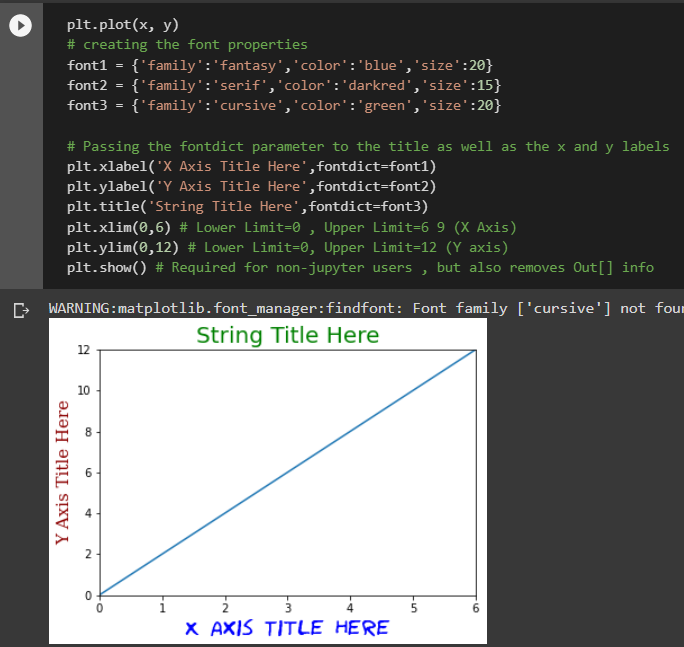 plt.plot(x, y)
# creating the font properties
font1 = {'family':'fantasy','color':'blue','size':20}
font2 = {'family':'serif','color':'darkred','size':15}
font3 = {'family':'cursive','color':'green','size':20}
# Passing the fontdict parameter to the title as well as the x and y labels
plt.xlabel('X Axis Title Here',fontdict=font1)
plt.ylabel('Y Axis Title Here',fontdict=font2)
plt.title('String Title Here',fontdict=font3)
plt.xlim(0,6) # Lower Limit=0 , Upper Limit=6 9 (X Axis)
plt.ylim(0,12) # Lower Limit=0, Upper Limit=12 (Y axis)
plt.show() # Required for non-jupyter users , but also removes Out[] info
WARNING:matplotlib.font_manager:findfont: Font family ['cursive'] not
String Title Here
Y Axis Title Here
12
10
8
6
4
2
0
0 1 2 3 4 5 6
X AXIS TITLE HERE